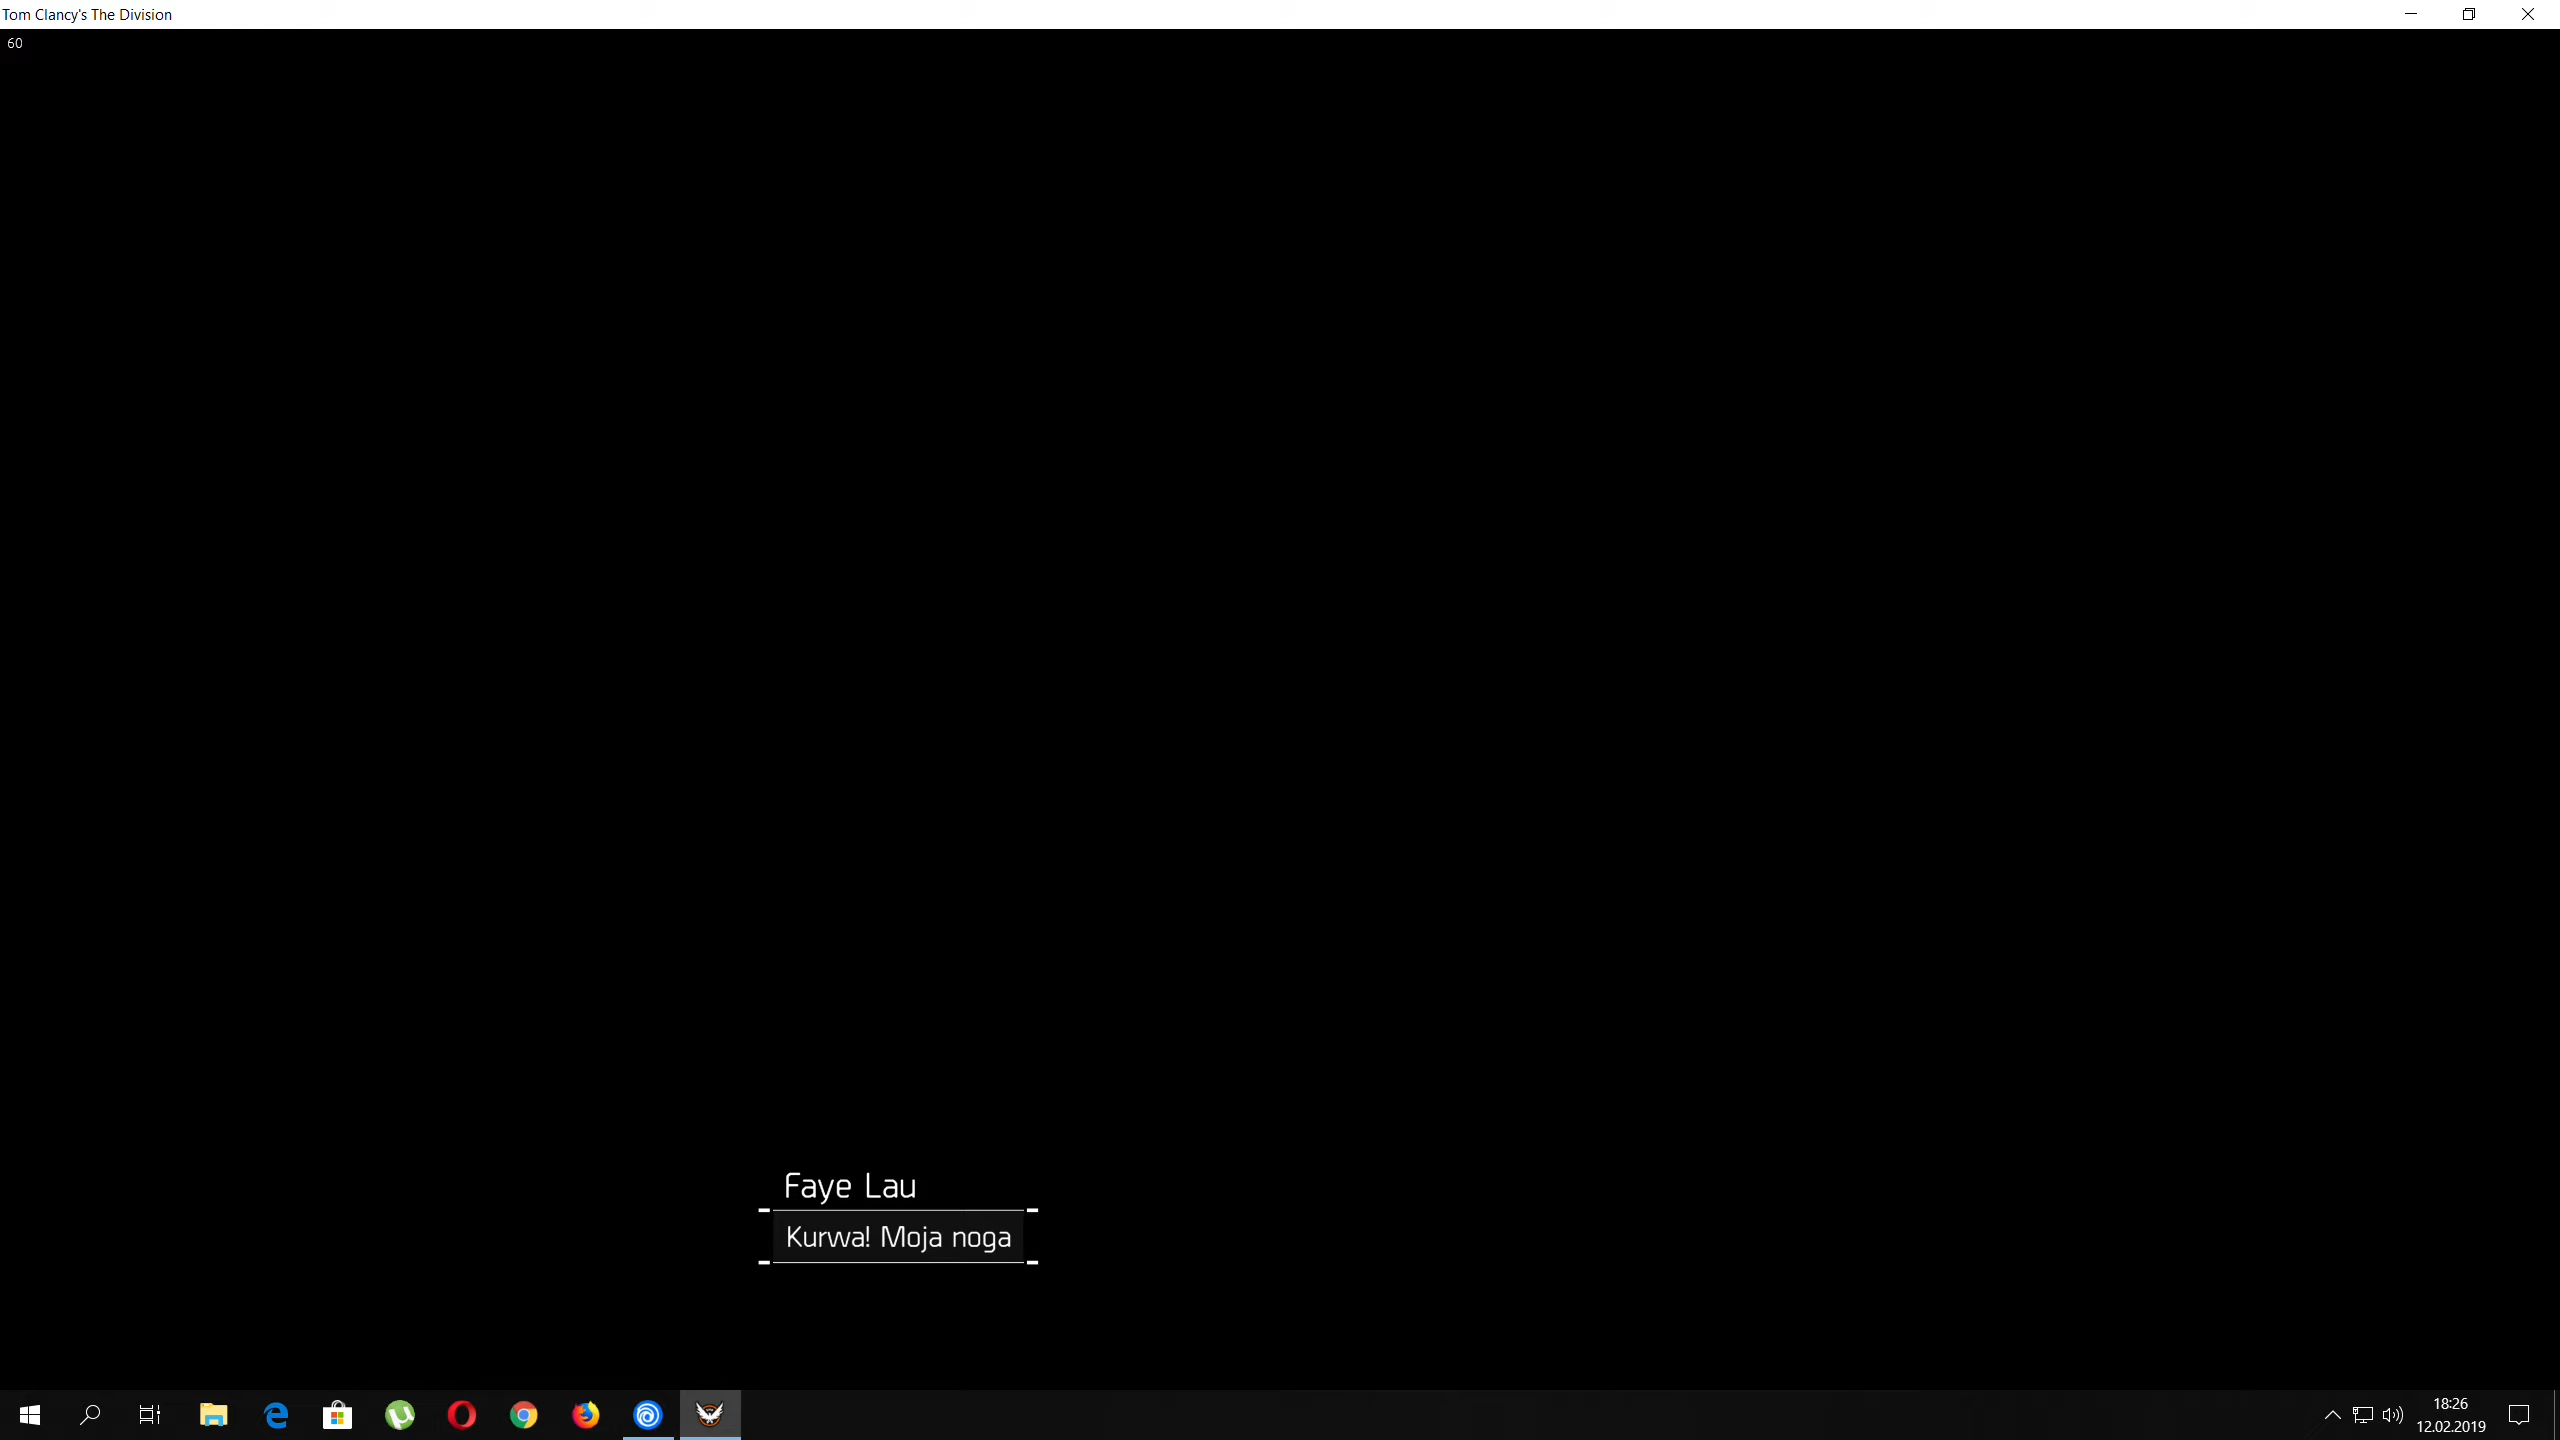 Tom Clancy's The Division
60
Faye Lau
Kurwa! Moja noga
18:26
12.02.2019